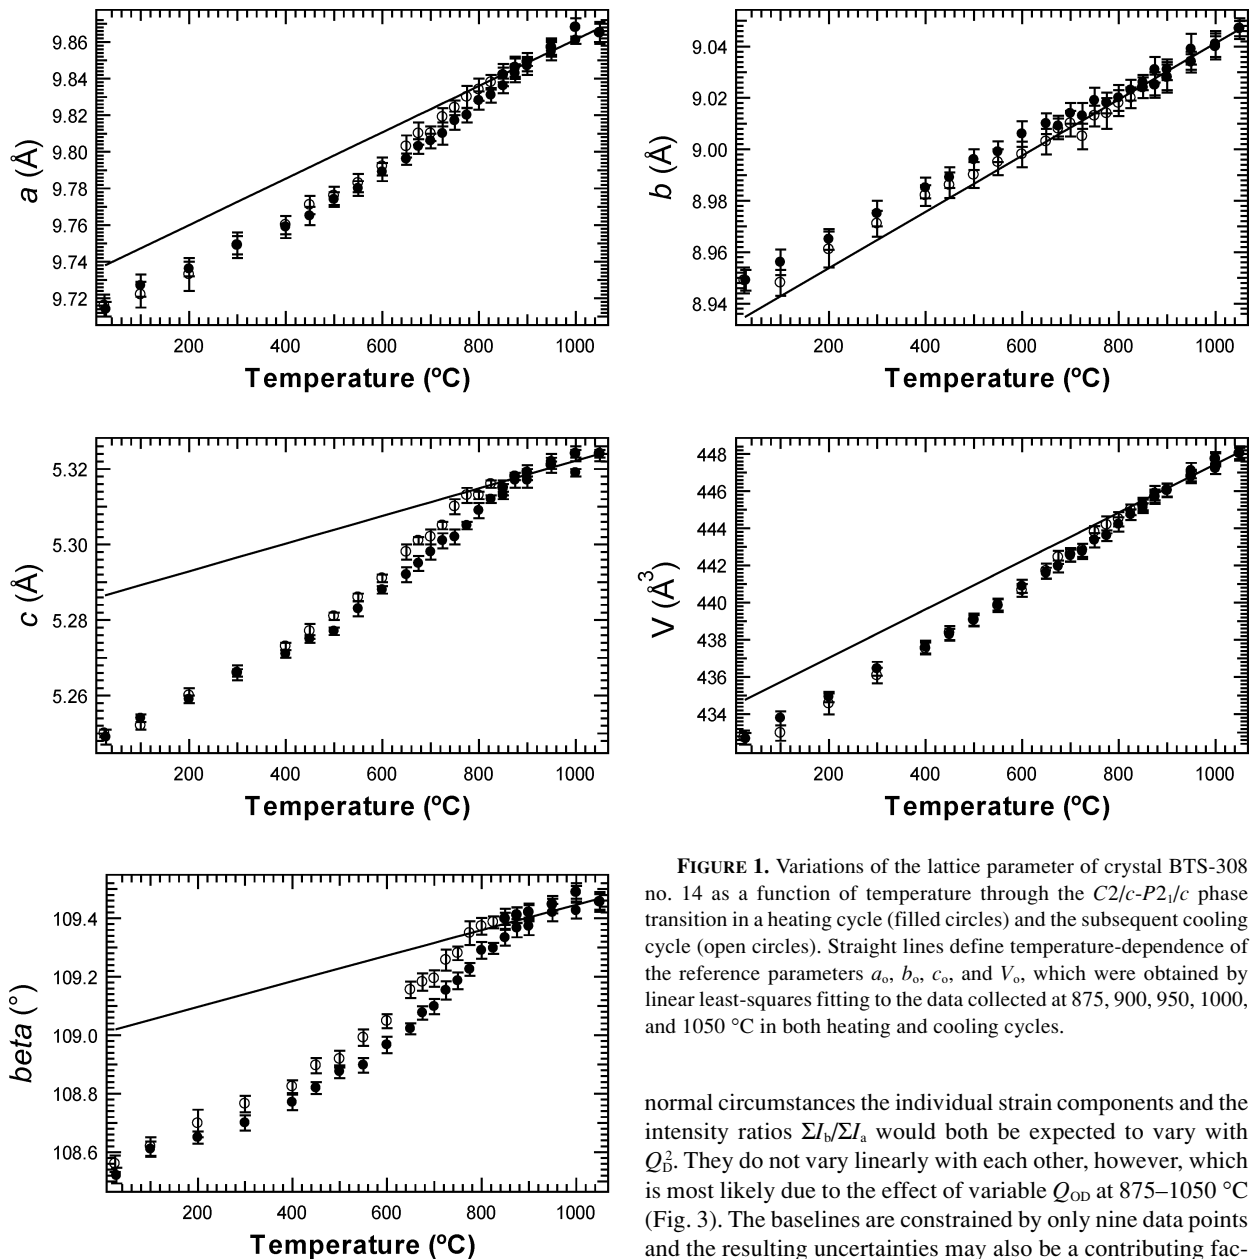 9.86
9.84
9.82
9.80
9.78
9.76
9.74
9.72
a (Å)
200 400 600 800 1000
Temperature (ºC)
9.04
9.02
9.00
8.98
8.96
8.94
b (Å)
200 400 600 800 1000
Temperature (ºC)
5.32
5.30
5.28
5.26
c (Å)
200 400 600 800 1000
Temperature (ºC)
448
446
444
442
440
438
436
434
V (Å³)
200 400 600 800 1000
Temperature (ºC)
109.4
109.2
109.0
108.8
108.6
beta (°)
200 400 600 800 1000
Temperature (ºC)
FIGURE 1. Variations of the lattice parameter of crystal BTS-308
no. 14 as a function of temperature through the C2/c-P2₁/c phase
transition in a heating cycle (filled circles) and the subsequent cooling
cycle (open circles). Straight lines define temperature-dependence of
the reference parameters aₒ, bₒ, cₒ, and Vₒ, which were obtained by
linear least-squares fitting to the data collected at 875, 900, 950, 1000,
and 1050 °C in both heating and cooling cycles.
normal circumstances the individual strain components and the
intensity ratios ΣI_b/ΣI_a would both be expected to vary with
Q_D². They do not vary linearly with each other, however, which
is most likely due to the effect of variable Q_OD at 875–1050 °C
(Fig. 3). The baselines are constrained by only nine data points
and the resulting uncertainties may also be a contributing fac-